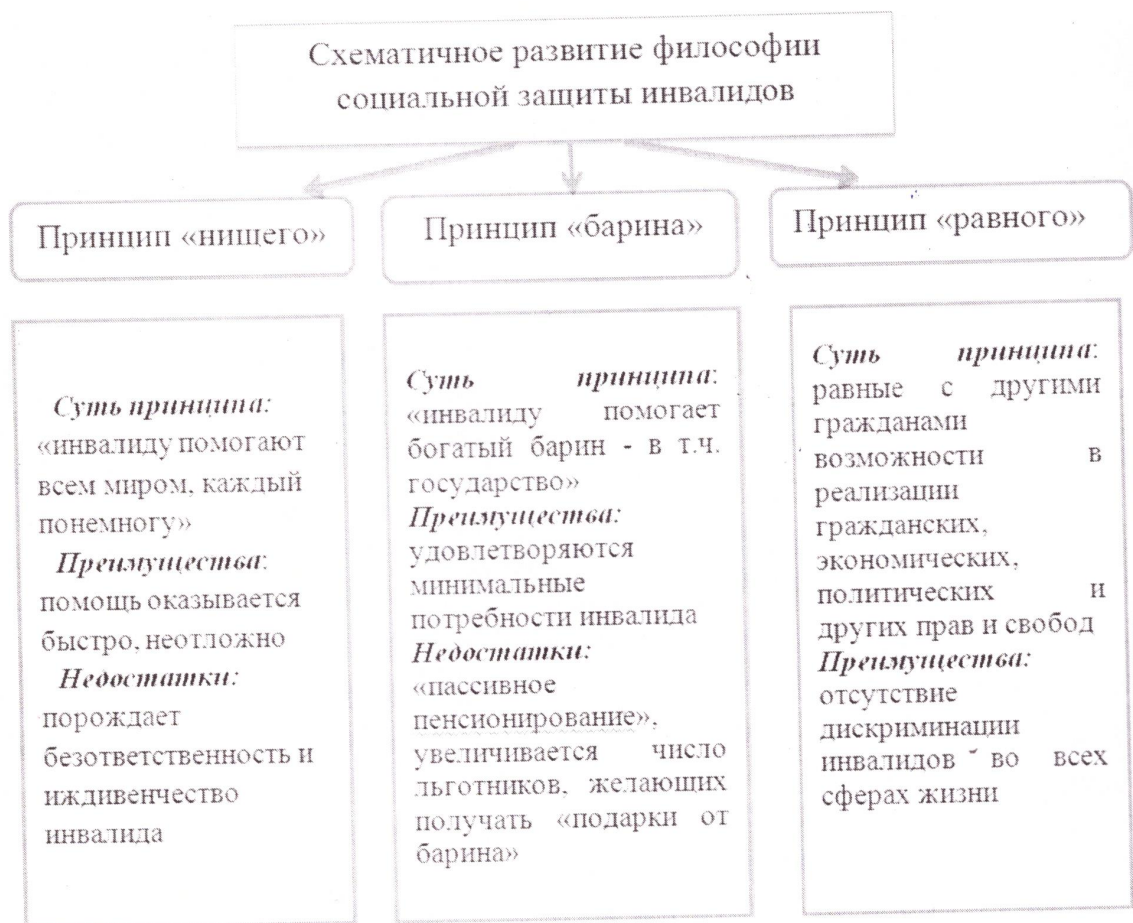 Схематичное развитие философии
социальной защиты инвалидов
Принцип «нищего»
Принцип «барина»
Принцип «равного»
Суть принципа:
«инвалиду помогают
всем миром, каждый
понемногу»
Преимущества:
помощь оказывается
быстро, неотложно
Недостатки:
порождает
безответственность и
иждивенчество
инвалида
Суть принципа:
«инвалиду помогает
богатый барин - в т.ч.
государство»
Преимущества:
удовлетворяются
минимальные
потребности инвалида
Недостатки:
«пассивное
пенсионирование»,
увеличивается число
льготников, желающих
получать «подарки от
барина»
Суть принципа:
равные с другими
гражданами
возможности в
реализации
гражданских,
экономических,
политических и
других прав и свобод
Преимущества:
отсутствие
дискриминации
инвалидов во всех
сферах жизни